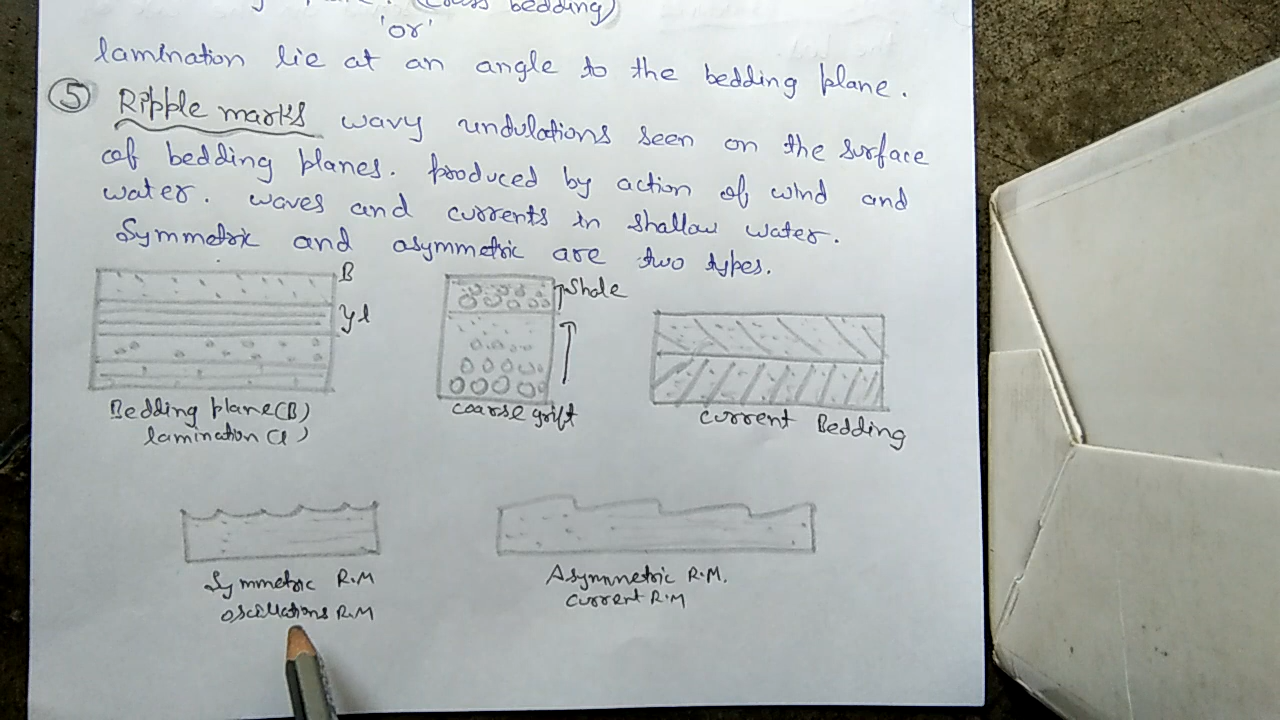 (cross bedding)
'or'
lamination lie at an angle to the bedding plane.
⑤ Ripple marks wavy undulations seen on the surface
of bedding planes. produced by action of wind and
water. waves and currents in shallow water.
Symmetric and asymmetric are two types.
B
}l
Bedding plane (B)
lamination (l)
Shale
coarse grift
current Bedding
Symmetric R.M
oscillations R.M
Asymmetric R.M.
current R.M